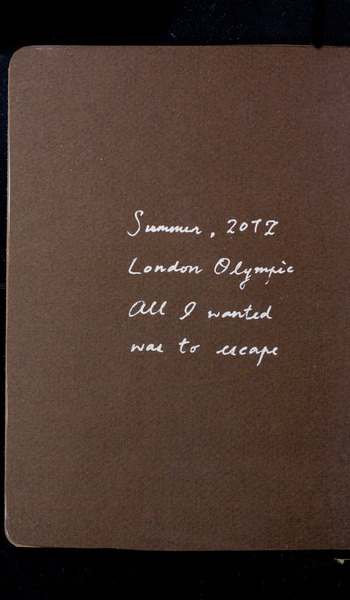 Summer, 2012
London Olympic
All I wanted
was to escape